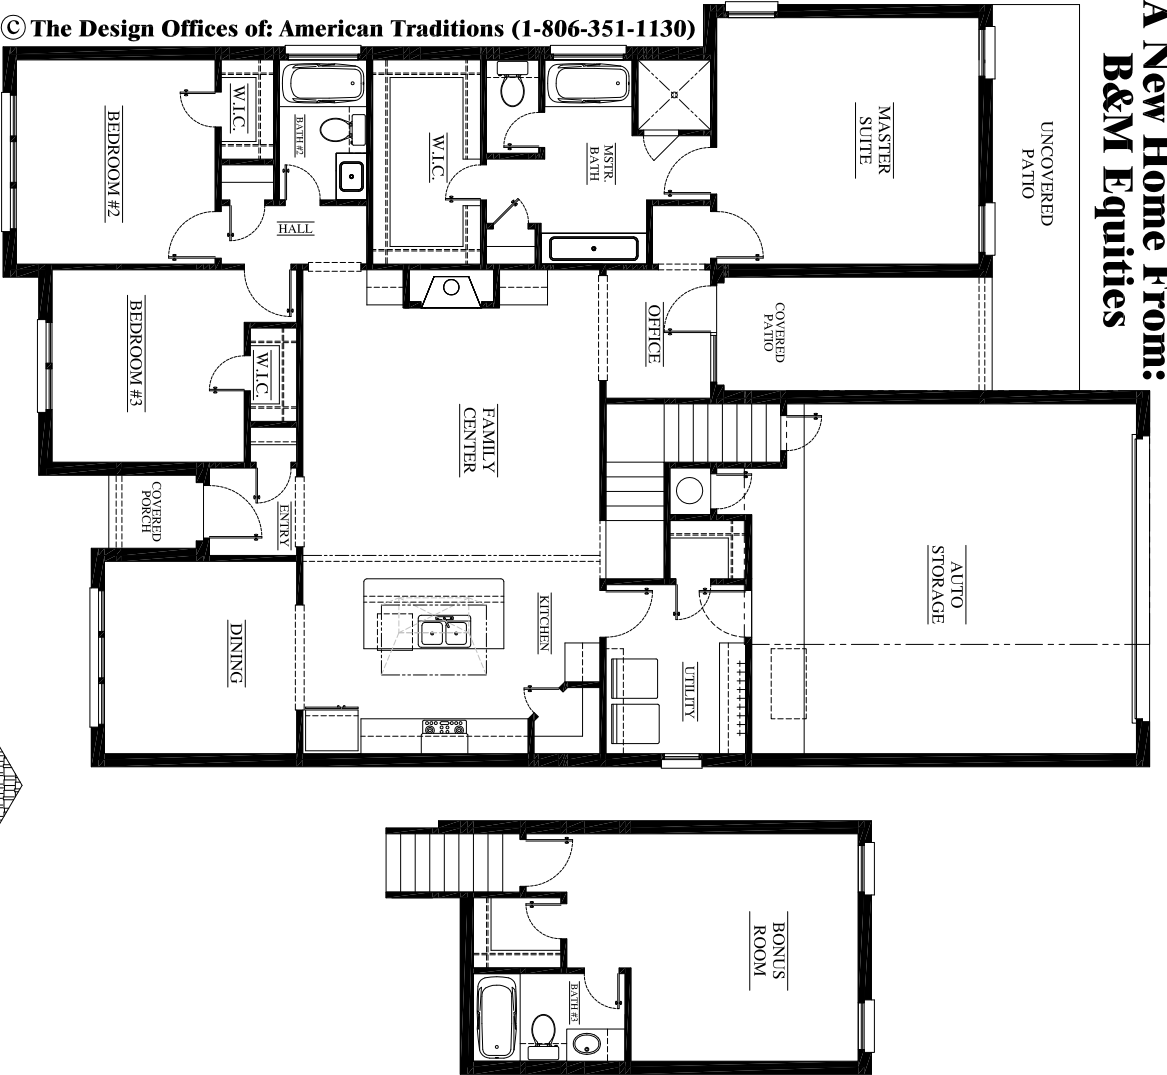 © The Design Offices of: American Traditions (1-806-351-1130)
A New Home From:
B&M Equities
BEDROOM #2
W.I.C.
BATH #2
W.I.C.
MSTR.
BATH
MASTER
SUITE
UNCOVERED
PATIO
HALL
BEDROOM #3
W.I.C.
FAMILY
CENTER
OFFICE
COVERED
PATIO
COVERED
PORCH
ENTRY
AUTO
STORAGE
DINING
KITCHEN
UTILITY
BONUS
ROOM
BATH #3